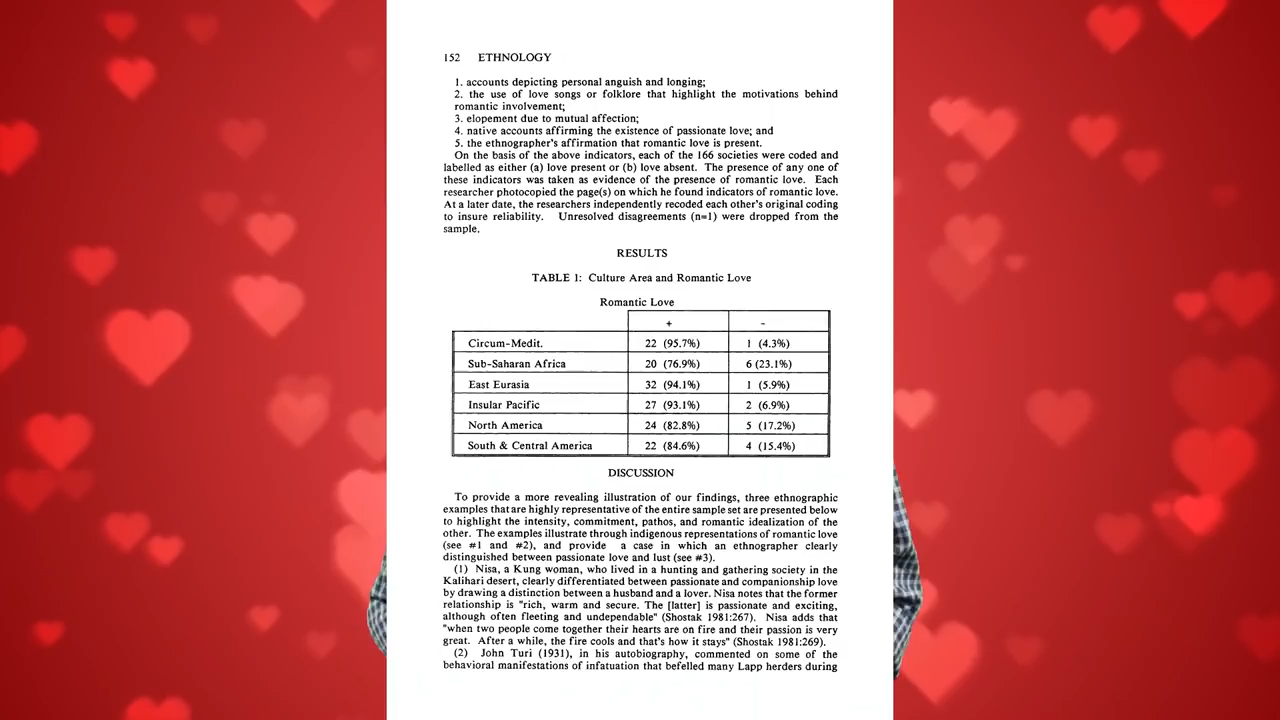 152 ETHNOLOGY
1. accounts depicting personal anguish and longing;
2. the use of love songs or folklore that highlight the motivations behind
romantic involvement;
3. elopement due to mutual affection;
4. native accounts affirming the existence of passionate love; and
5. the ethnographer's affirmation that romantic love is present.
On the basis of the above indicators, each of the 166 societies were coded and
labelled as either (a) love present or (b) love absent. The presence of any one of
these indicators was taken as evidence of the presence of romantic love. Each
researcher photocopied the page(s) on which he found indicators of romantic love.
At a later date, the researchers independently recoded each other's original coding
to insure reliability. Unresolved disagreements (n=1) were dropped from the
sample.
RESULTS
TABLE 1: Culture Area and Romantic Love
Romantic Love
+ -
Circum-Medit. 22 (95.7%) 1 (4.3%)
Sub-Saharan Africa 20 (76.9%) 6 (23.1%)
East Eurasia 32 (94.1%) 1 (5.9%)
Insular Pacific 27 (93.1%) 2 (6.9%)
North America 24 (82.8%) 5 (17.2%)
South & Central America 22 (84.6%) 4 (15.4%)
DISCUSSION
To provide a more revealing illustration of our findings, three ethnographic
examples that are highly representative of the entire sample set are presented below
to highlight the intensity, commitment, pathos, and romantic idealization of the
other. The examples illustrate through indigenous representations of romantic love
(see #1 and #2), and provide a case in which an ethnographer clearly
distinguished between passionate love and lust (see #3).
(1) Nisa, a Kung woman, who lived in a hunting and gathering society in the
Kalihari desert, clearly differentiated between passionate and companionship love
by drawing a distinction between a husband and a lover. Nisa notes that the former
relationship is "rich, warm and secure. The [latter] is passionate and exciting,
although often fleeting and undependable" (Shostak 1981:267). Nisa adds that
"when two people come together their hearts are on fire and their passion is very
great. After a while, the fire cools and that's how it stays" (Shostak 1981:269).
(2) John Turi (1931), in his autobiography, commented on some of the
behavioral manifestations of infatuation that befelled many Lapp herders during